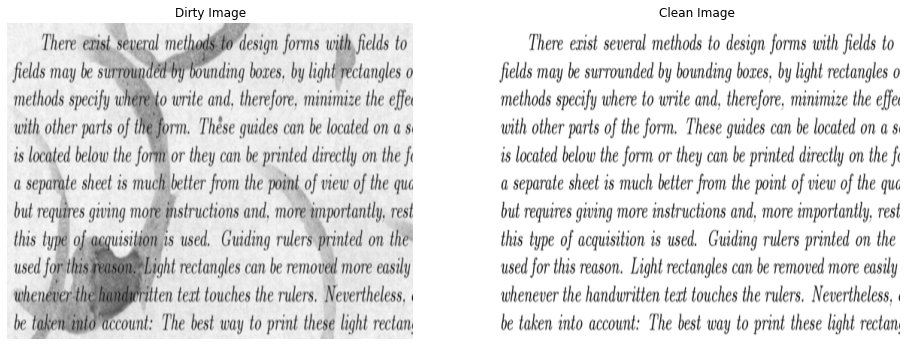 Dirty Image
There exist several methods to design forms with fields to
fields may be surrounded by bounding boxes, by light rectangles o
methods specify where to write and, therefore, minimize the effec
with other parts of the form. These guides can be located on a s
is located below the form or they can be printed directly on the fo
a separate sheet is much better from the point of view of the qua
but requires giving more instructions and, more importantly, rest
this type of acquisition is used. Guiding rulers printed on the
used for this reason. Light rectangles can be removed more easily
whenever the handwritten text touches the rulers. Nevertheless,
be taken into account: The best way to print these light rectang
Clean Image
There exist several methods to design forms with fields to
fields may be surrounded by bounding boxes, by light rectangles o
methods specify where to write and, therefore, minimize the effec
with other parts of the form. These guides can be located on a s
is located below the form or they can be printed directly on the fo
a separate sheet is much better from the point of view of the qua
but requires giving more instructions and, more importantly, rest
this type of acquisition is used. Guiding rulers printed on the
used for this reason. Light rectangles can be removed more easily
whenever the handwritten text touches the rulers. Nevertheless,
be taken into account: The best way to print these light rectang